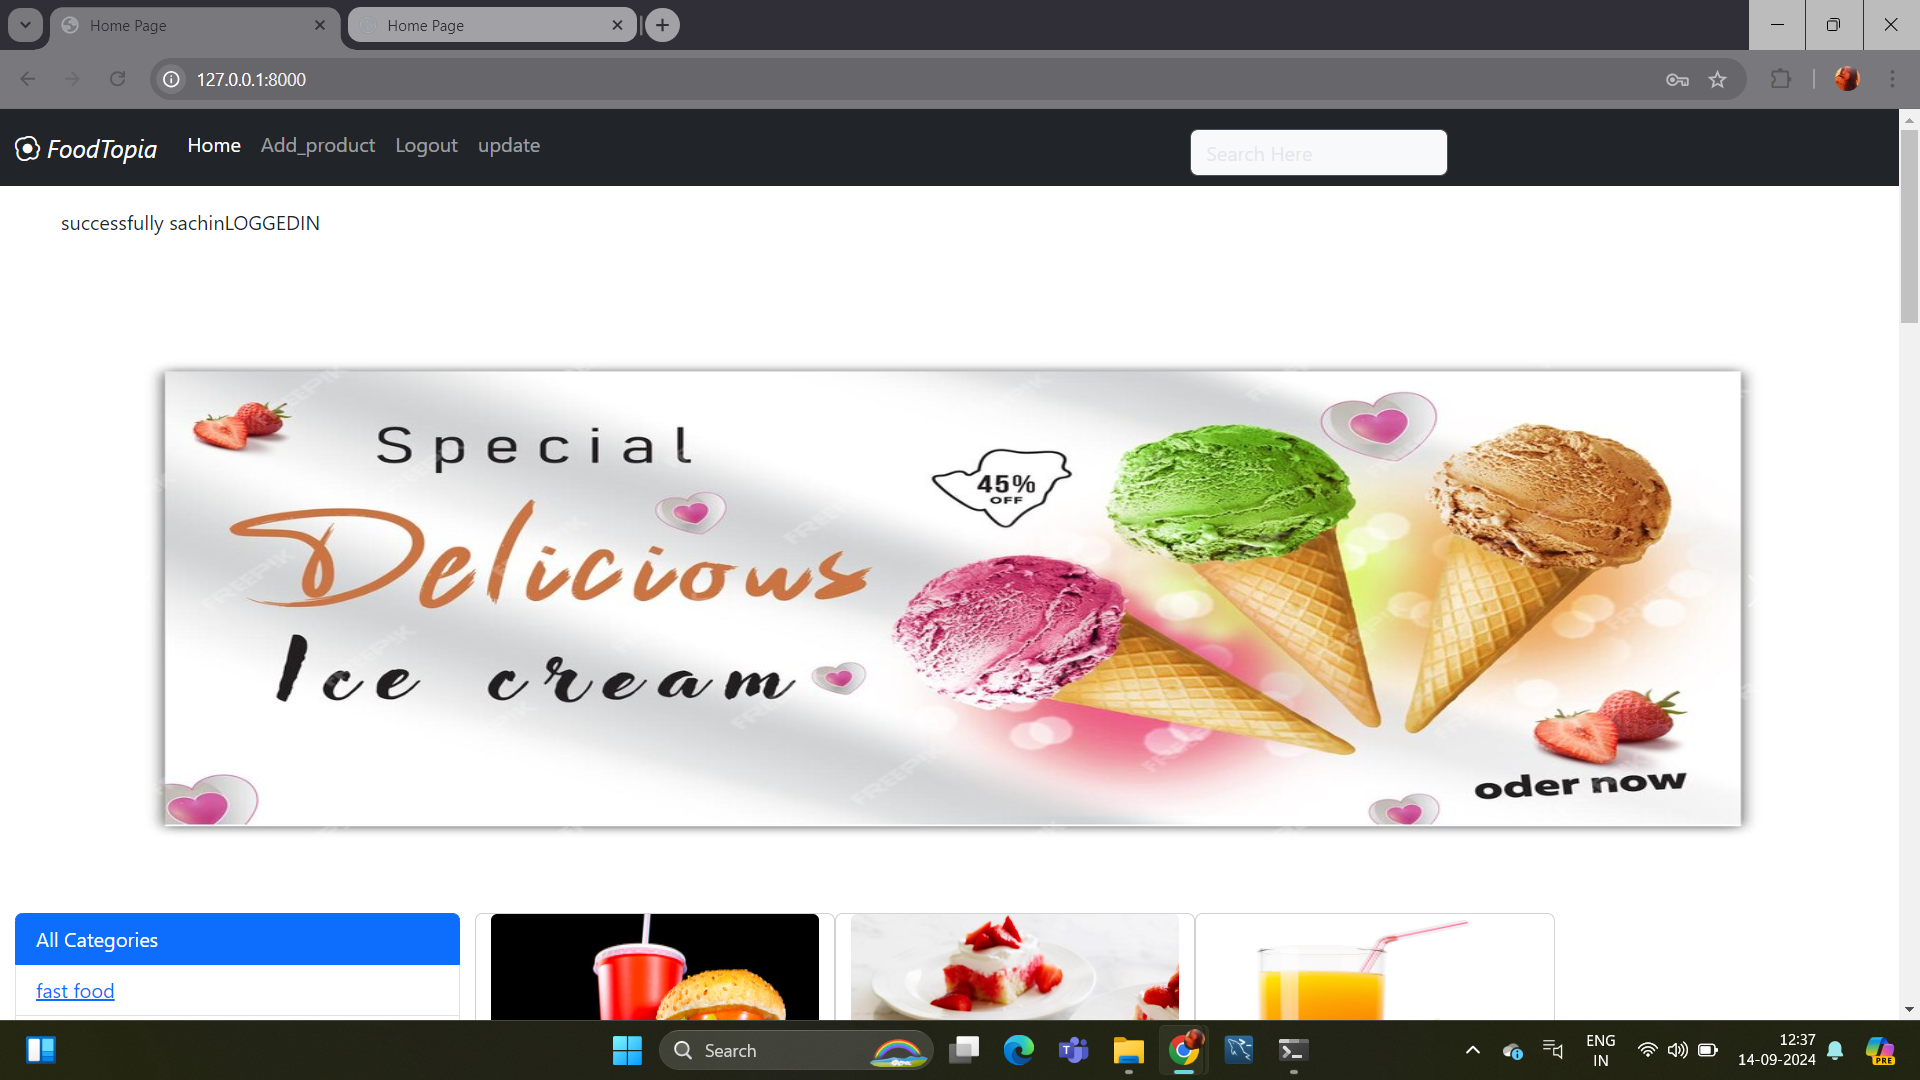 Home Page
Home Page
127.0.0.1:8000
FoodTopia Home Add_product Logout update Search Here
successfully sachinLOGGEDIN
Special
45%
OFF
Delicious
Ice cream
oder now
All Categories
fast food
Search
ENG
IN
12:37
14-09-2024
PRE